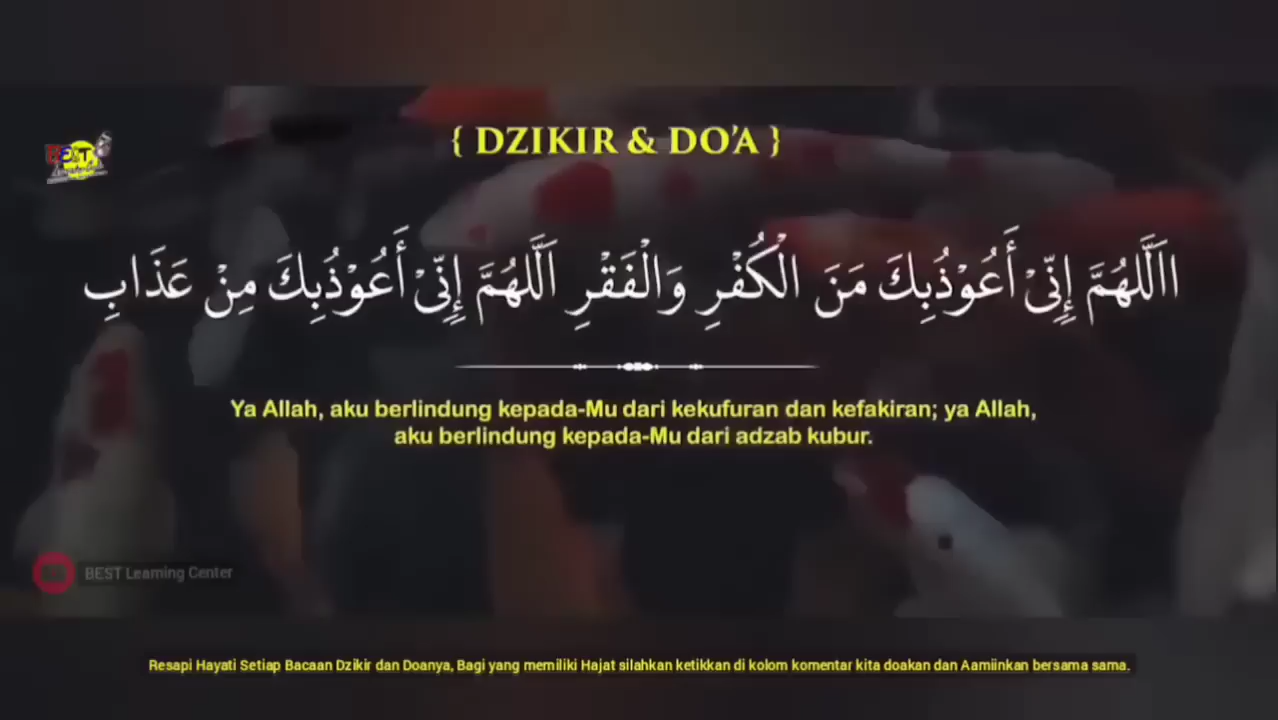 { DZIKIR & DO'A }
BEST
اَاللَّهُمَّ إِنِّىْ أَعُوْذُبِكَ مَنَ الْكُفْرِ وَالْفَقْرِ اَللَّهُمَّ إِنِّىْ أَعُوْذُبِكَ مِنْ عَذَابِ
Ya Allah, aku berlindung kepada-Mu dari kekufuran dan kefakiran; ya Allah,
aku berlindung kepada-Mu dari adzab kubur.
BEST Learning Center
Resapi Hayati Setiap Bacaan Dzikir dan Doanya, Bagi yang memiliki Hajat silahkan ketikkan di kolom komentar kita doakan dan Aamiinkan bersama sama.